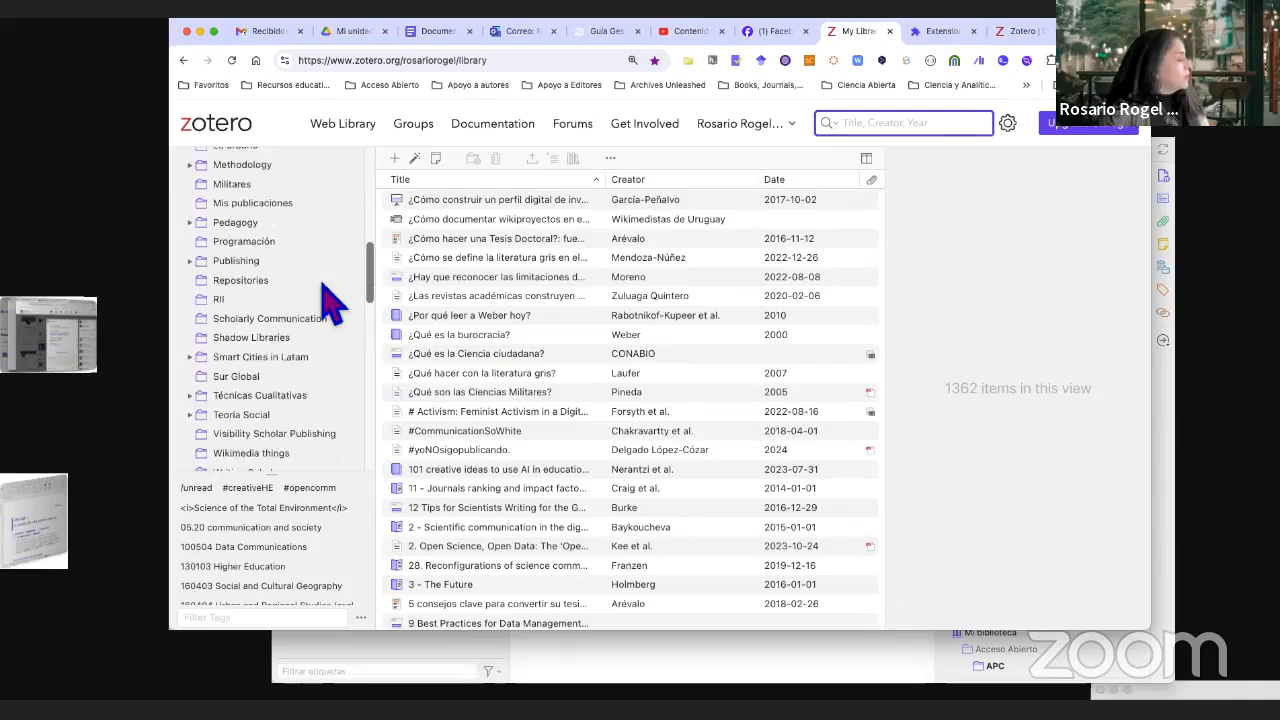 Recibidos
Mi unidad
Docume
Correo: R
Guía Ges
Contenid
(1) Faceb
My Librar
Extensio
Zotero |
https://www.zotero.org/rosariorogel/library
Favoritos
Recursos educati...
Acceso Abierto
Apoyo a autores
Apoyo a Editores
Archives Unleashed
Books, Journals,...
Ciencia Abierta
Ciencia y Analític...
Rosario Rogel ...
zotero
Web Library
Groups
Documentation
Forums
Get Involved
Rosario Rogel...
Title, Creator, Year
Methodology
Militares
Mis publicaciones
Pedagogy
Programación
Publishing
Repositories
RII
Scholarly Communication
Shadow Libraries
Smart Cities in Latam
Sur Global
Técnicas Cualitativas
Teoría Social
Visibility Scholar Publishing
Wikimedia things
/unread #creativeHE #opencomm
<i>Science of the Total Environment</i>
05.20 communication and society
100504 Data Communications
130103 Higher Education
160403 Social and Cultural Geography
160404 Urban and Regional Studies (excl
Filter Tags
Title Creator Date
¿Cómo construir un perfil digital de inv... García-Peñalvo 2017-10-02
¿Cómo documentar wikiproyectos en e... Wikimedistas de Uruguay
¿Cómo hacer una Tesis Doctoral?: fue... Arévalo 2016-11-12
¿Cómo se define la literatura gris en el... Mendoza-Núñez 2022-12-26
¿Hay que reconocer las limitaciones d... Moreno 2022-08-08
¿Las revistas académicas construyen ... Zuluaga Quintero 2020-02-06
¿Por qué leer a Weber hoy? Rabotnikof-Kupeer et al. 2010
¿Qué es la burocracia? Weber 2000
¿Qué es la Ciencia ciudadana? CONABIO
¿Qué hacer con la literatura gris? Laufer 2007
¿Qué son las Ciencias Militares? Pineda 2005
# Activism: Feminist Activism in a Digit... Forsyth et al. 2022-08-16
#CommunicationSoWhite Chakravartty et al. 2018-04-01
#yoNOsigopublicando. Delgado López-Cózar 2024
101 creative ideas to use AI in educatio... Nerantzi et al. 2023-07-31
11 - Journals ranking and impact facto... Craig et al. 2014-01-01
12 Tips for Scientists Writing for the G... Burke 2016-12-29
2 - Scientific communication in the dig... Baykoucheva 2015-01-01
2. Open Science, Open Data: The 'Ope... Kee et al. 2023-10-24
28. Reconfigurations of science comm... Franzen 2019-12-16
3 - The Future Holmberg 2016-01-01
5 consejos clave para convertir su tesi... Arévalo 2018-02-26
9 Best Practices for Data Management...
1362 items in this view
Filtrar etiquetas
Mi biblioteca
Acceso Abierto
APC
zoom